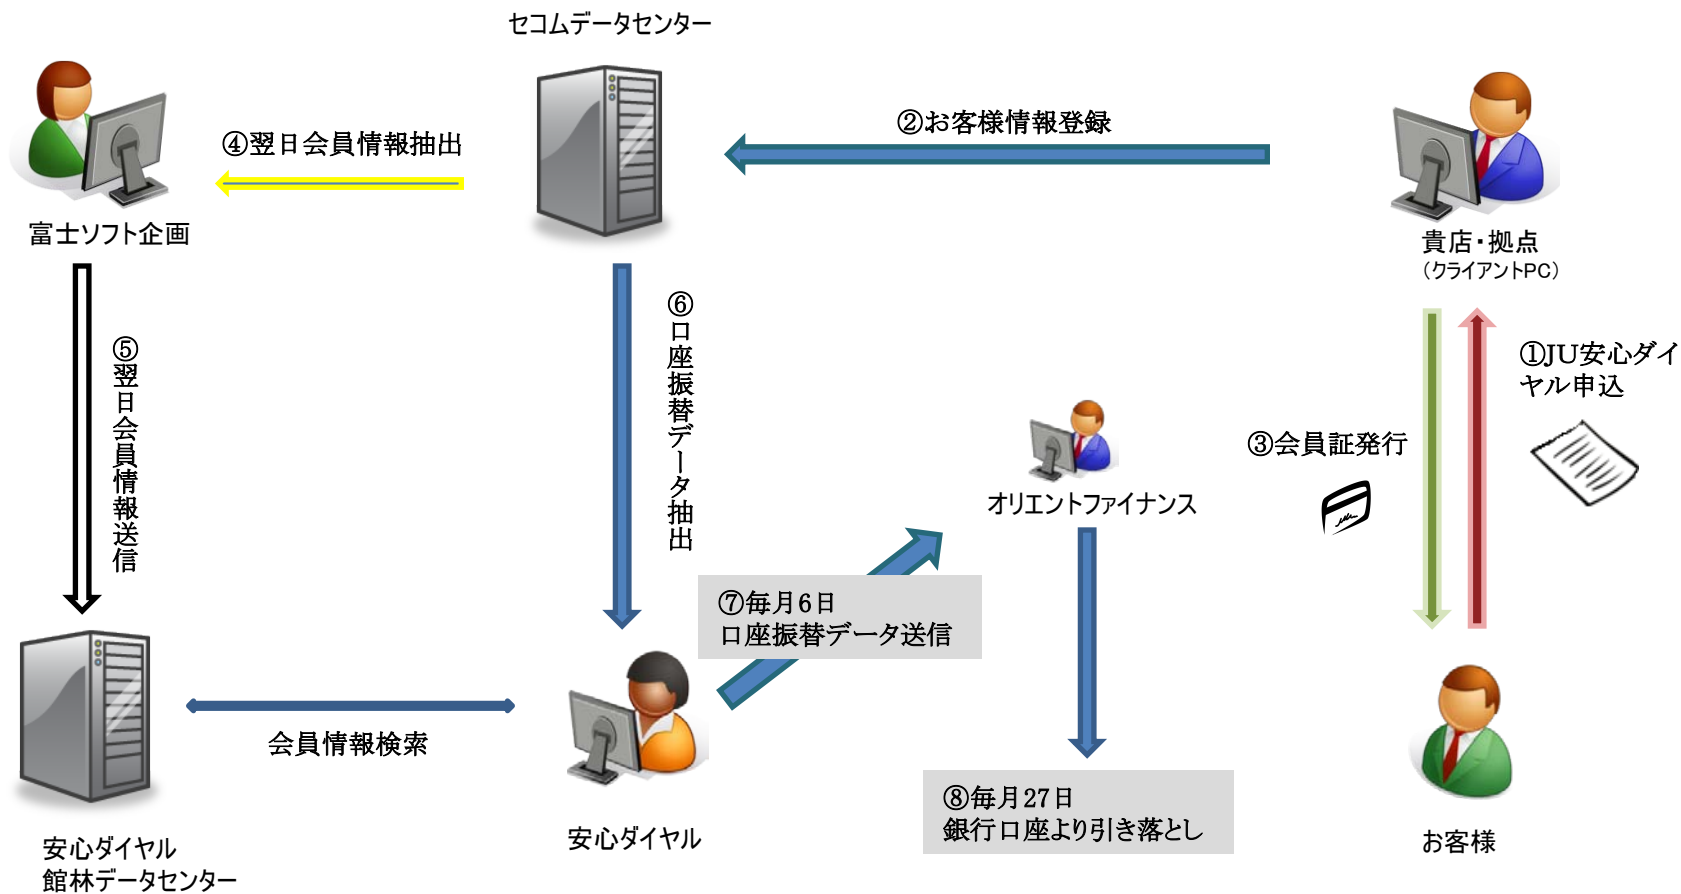 セコムデータセンター
②お客様情報登録
④翌日会員情報抽出
富士ソフト企画
貴店・拠点
（クライアントPC）
⑥口座振替データ抽出
⑤翌日会員情報送信
①JU安心ダイ
ヤル申込
③会員証発行
オリエントファイナンス
⑦毎月6日
口座振替データ送信
会員情報検索
⑧毎月27日
銀行口座より引き落とし
安心ダイヤル
お客様
安心ダイヤル
館林データセンター